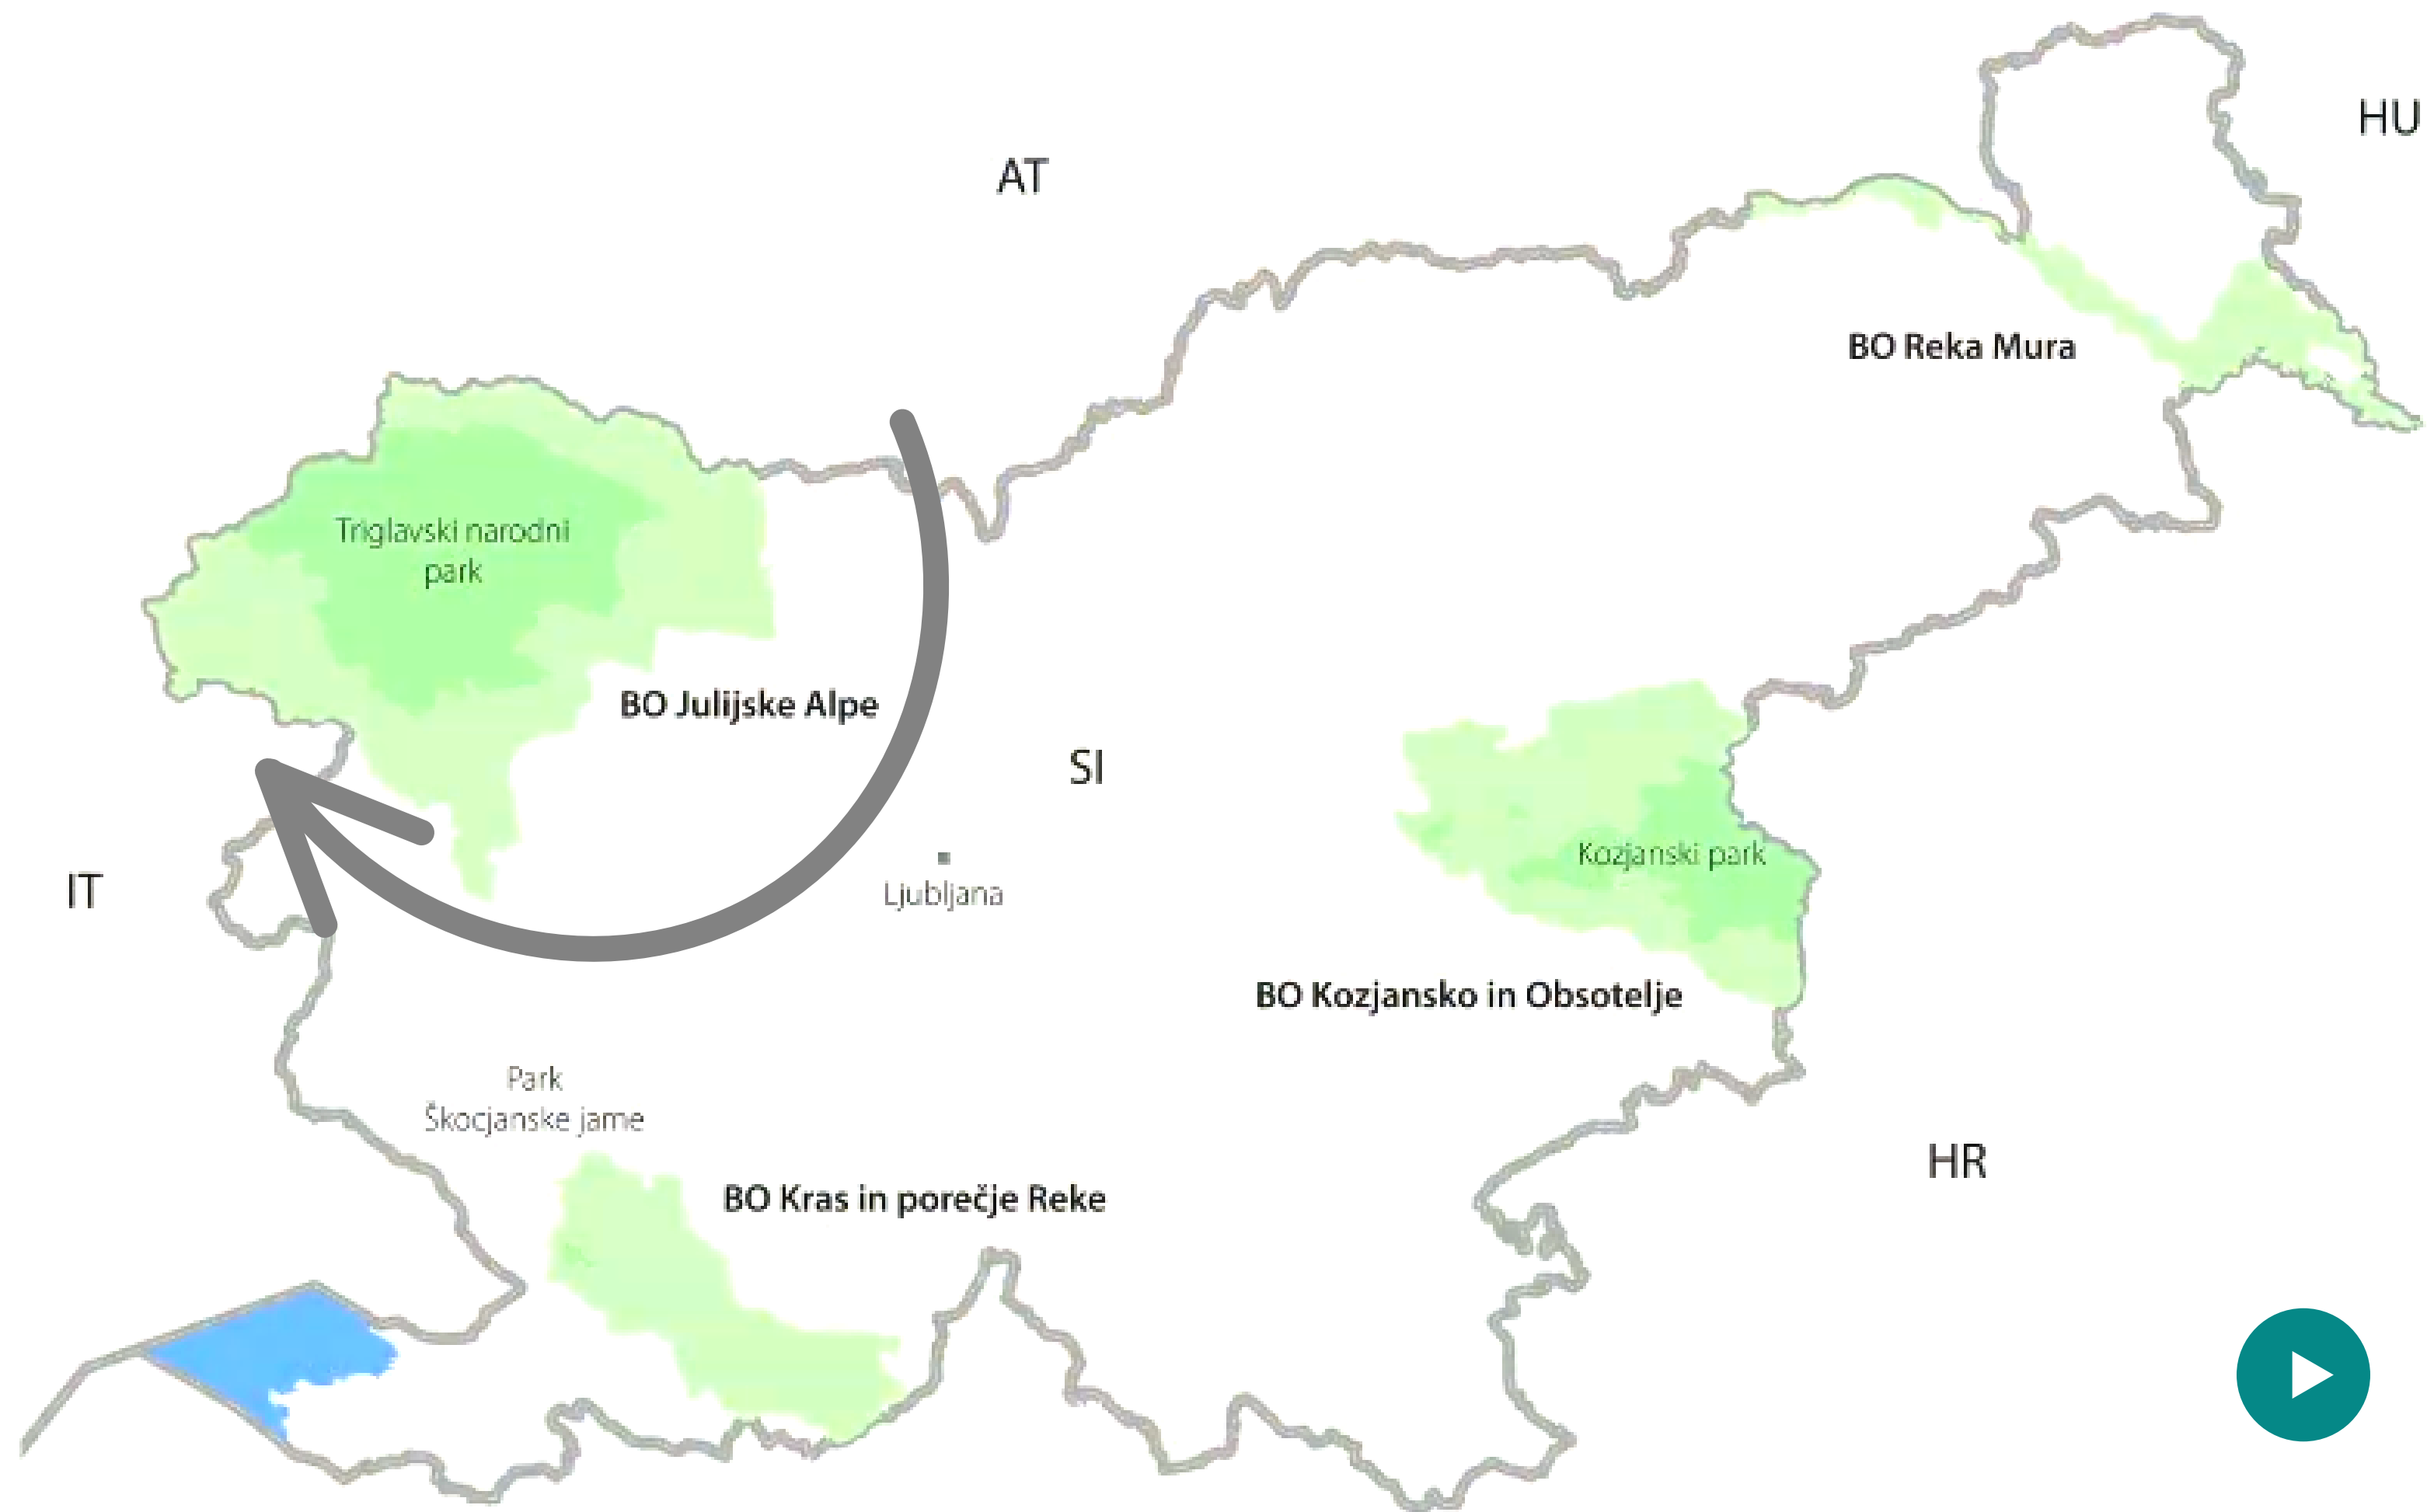 HU
AT
BO Reka Mura
Triglavski narodni
park
BO Julijske Alpe
SI
Kozjanski park
IT
Ljubljana
BO Kozjansko in Obsotelje
Park
Škocjanske jame
HR
BO Kras in porečje Reke